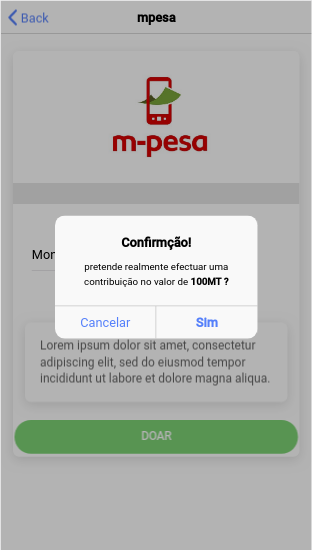 Back
mpesa
m-pesa
Confirmção!
Mon
pretende realmente efectuar uma
contribuição no valor de 100MT ?
Cancelar
Sim
Lorem ipsum dolor sit amet, consectetur
adipiscing elit, sed do eiusmod tempor
incididunt ut labore et dolore magna aliqua.
DOAR